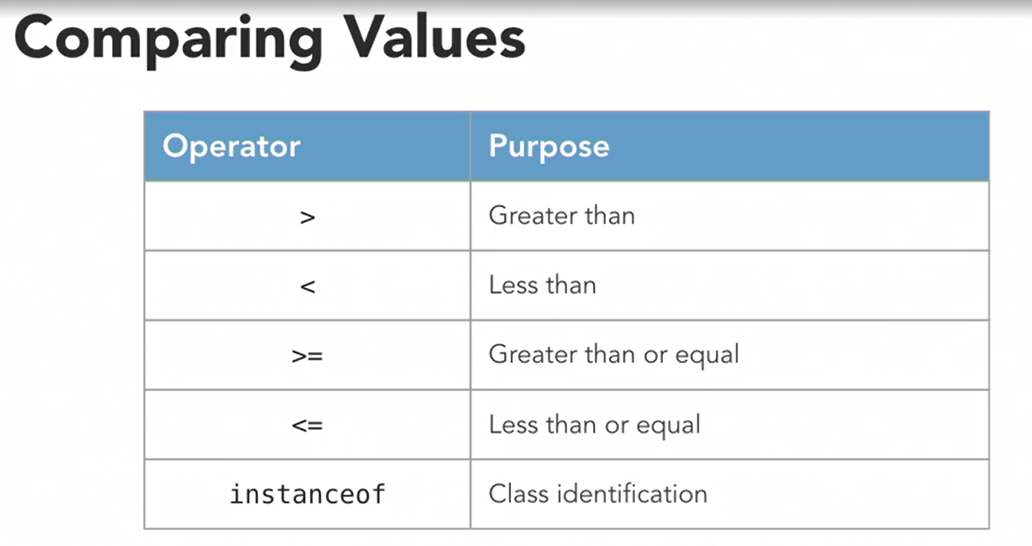 Comparing Values
Operator Purpose
> Greater than
< Less than
>= Greater than or equal
<= Less than or equal
instanceof Class identification